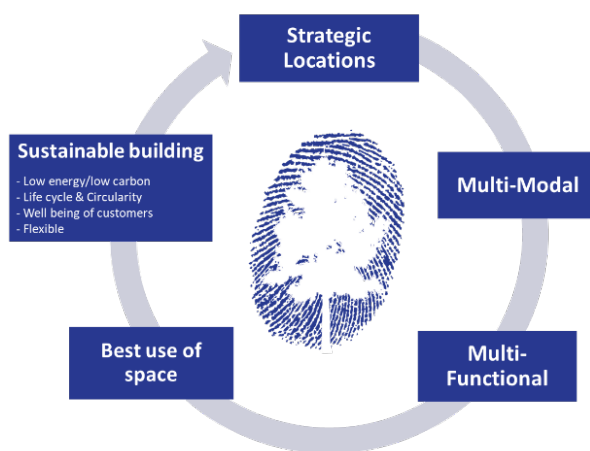 Strategic
Locations
Multi-Modal
Multi-
Functional
Best use of
space
Sustainable building
- Low energy/low carbon
- Life cycle & Circularity
- Well being of customers
- Flexible